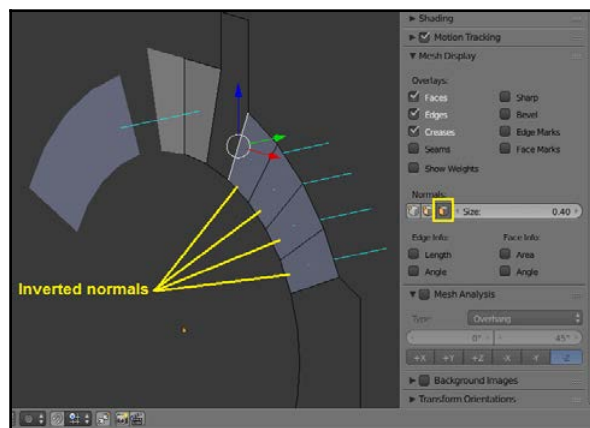 Shading
Motion Tracking
Mesh Display
Overlays:
Faces
Sharp
Edges
Bevel
Creases
Edge Marks
Seams
Face Marks
Show Weights
Normals:
Size: 0.40
Edge Info: Face Info:
Length
Area
Angle
Angle
Inverted normals
Mesh Analysis
Type: Overhang
0° 45°
+X +Y +Z -X -Y -Z
Background Images
Transform Orientations